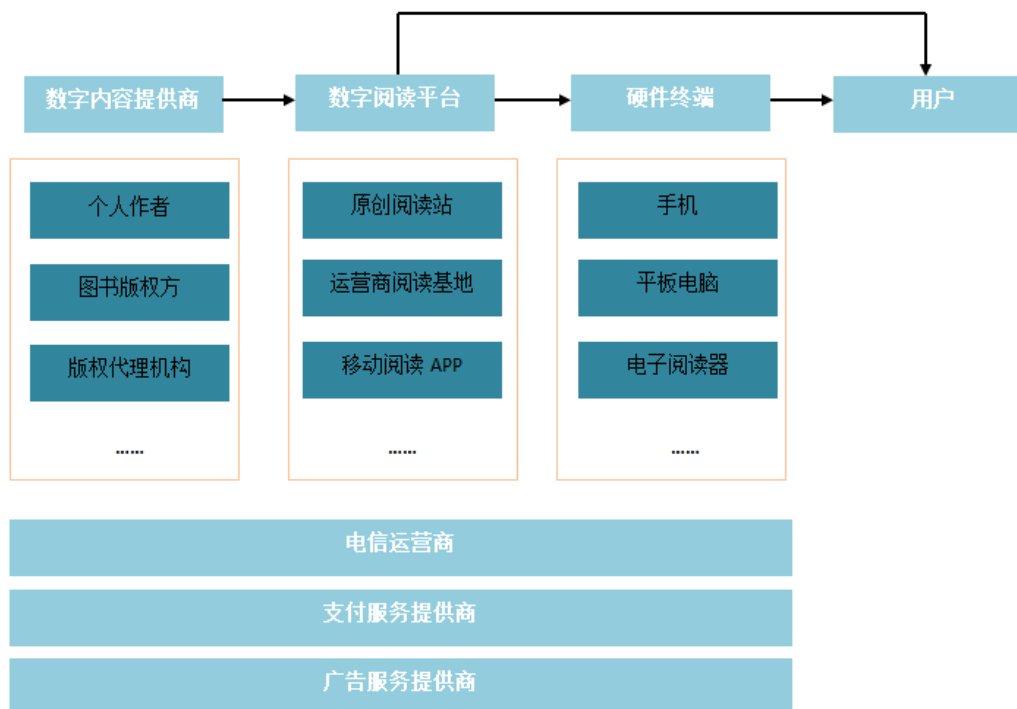 数字内容提供商
数字阅读平台
硬件终端
用户
个人作者
图书版权方
版权代理机构
......
原创阅读站
运营商阅读基地
移动阅读 APP
......
手机
平板电脑
电子阅读器
......
电信运营商
支付服务提供商
广告服务提供商